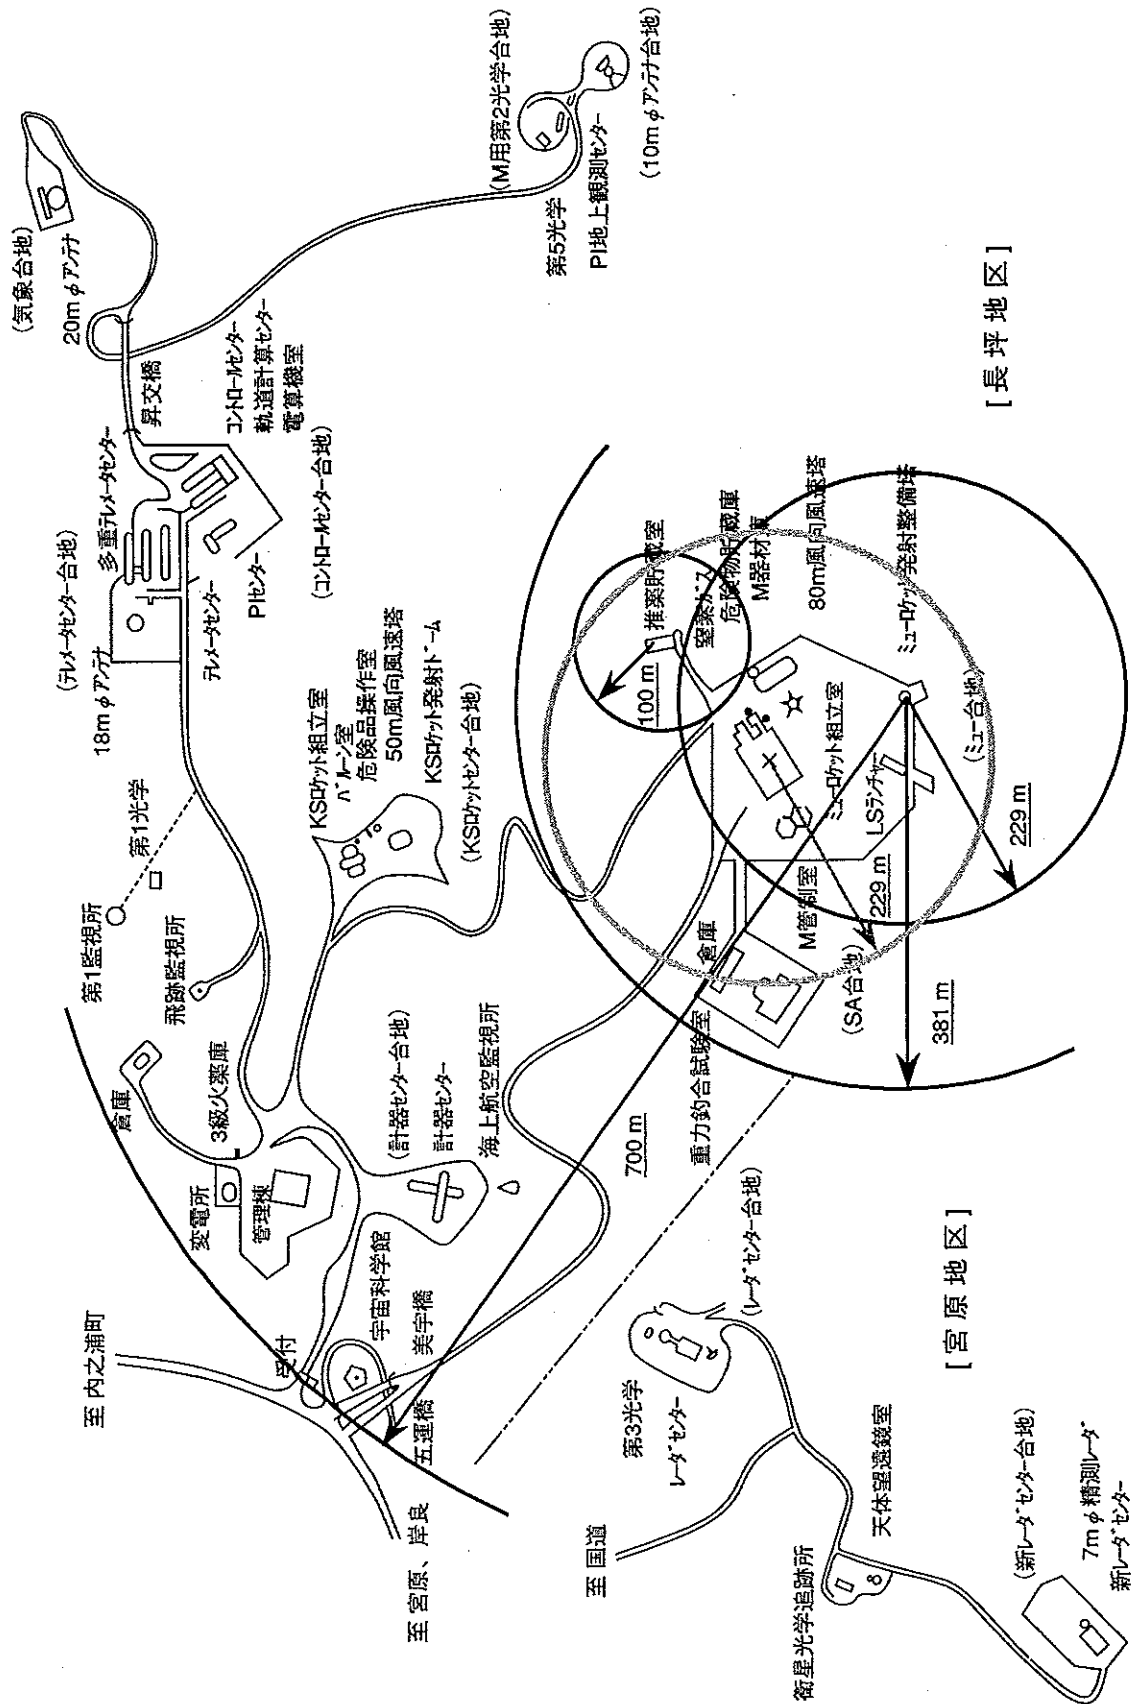 (気象台地)
20mφアンテナ
昇交橋
(M用第2光学台地)
第5光学
PI地上観測センター
(10mφアンテナ台地)
コントロールセンター
軌道計算センター
電算機室
(コントロールセンター台地)
(テレメータセンター台地)
多重テレメータセンター
18mφアンテナ
テレメータセンター
PIセンター
第1光学
第1監視所
飛跡監視所
KSロケット組立室
バルーン室
危険品操作室
50m風向風速塔
KSロケット発射ドーム
(KSロケットセンター台地)
倉庫
3級火薬庫
変電所
管理棟
(計器センター台地)
計器センター
海上航空監視所
至 内之浦町
受付
宇宙科学館
美宇橋
五運橋
至 宮原、岸良
700 m
100 m
推薬貯蔵室
窒素ガス
危険物貯蔵庫
M器材庫
80m風向風速塔
ミューロケット発射整備塔
(ミュー台地)
ミューロケット組立室
LSランチャー
M管制室
倉庫
重力釣合試験室
(SA台地)
229 m
229 m
381 m
[ 長 坪 地 区 ]
[ 宮 原 地 区 ]
(レーダセンター台地)
第3光学
レーダセンター
至 国道
天体望遠鏡室
衛星光学追跡所
(新レーダセンター台地)
7mφ精測レーダ
新レーダセンター